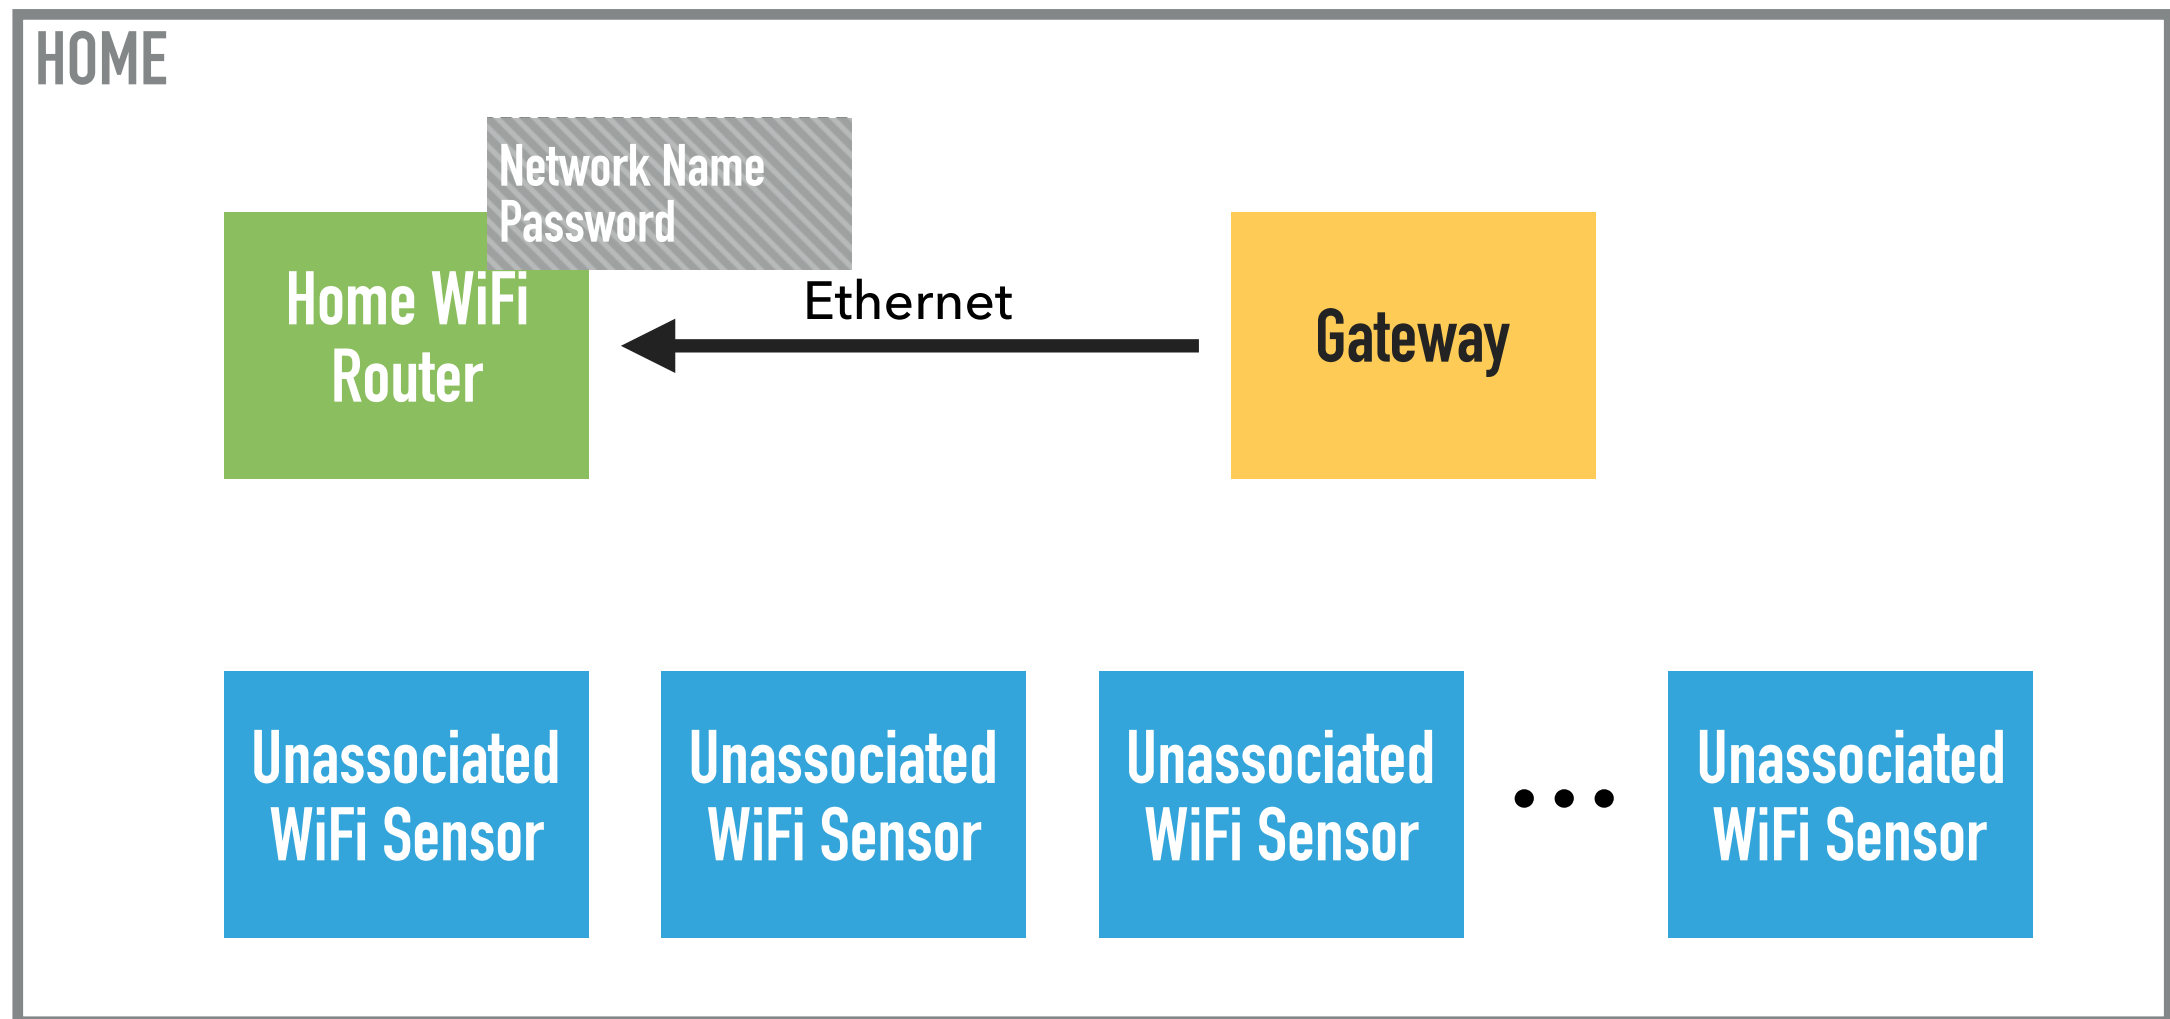 HOME
Network Name
Password
Home WiFi
Router
Ethernet
Gateway
Unassociated
WiFi Sensor
Unassociated
WiFi Sensor
Unassociated
WiFi Sensor
...
Unassociated
WiFi Sensor